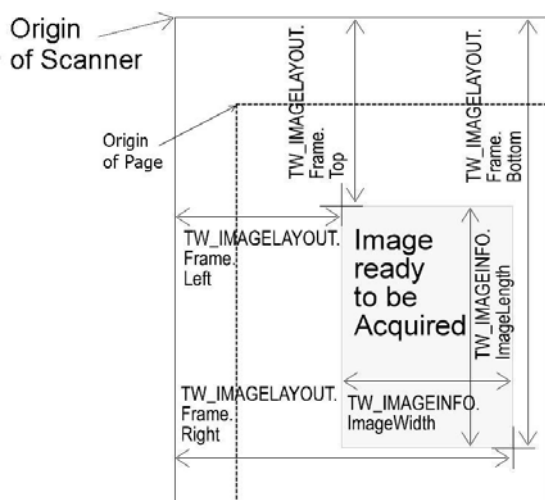 Origin
of Scanner
Origin
of Page
TW_IMAGELAYOUT.
Frame.
Top
TW_IMAGELAYOUT.
Frame.
Bottom
TW_IMAGELAYOUT.
Frame.
Left
Image
ready
to be
Acquired
TW_IMAGEINFO.
ImageLength
TW_IMAGELAYOUT.
Frame.
Right
TW_IMAGEINFO.
ImageWidth